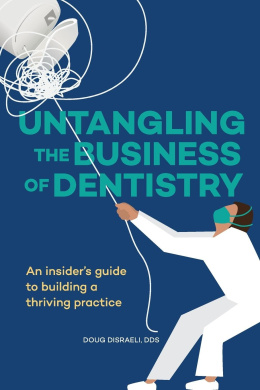 UNTANGLING
THE BUSINESS
OF DENTISTRY
An insider's guide
to building a
thriving practice
DOUG DISRAELI, DDS